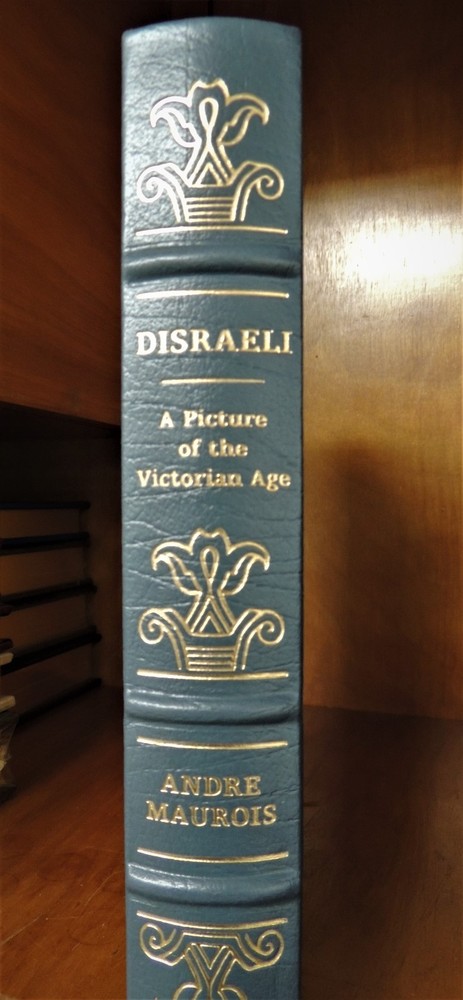 DISRAELI
A Picture
of the
Victorian Age
ANDRE
MAUROIS